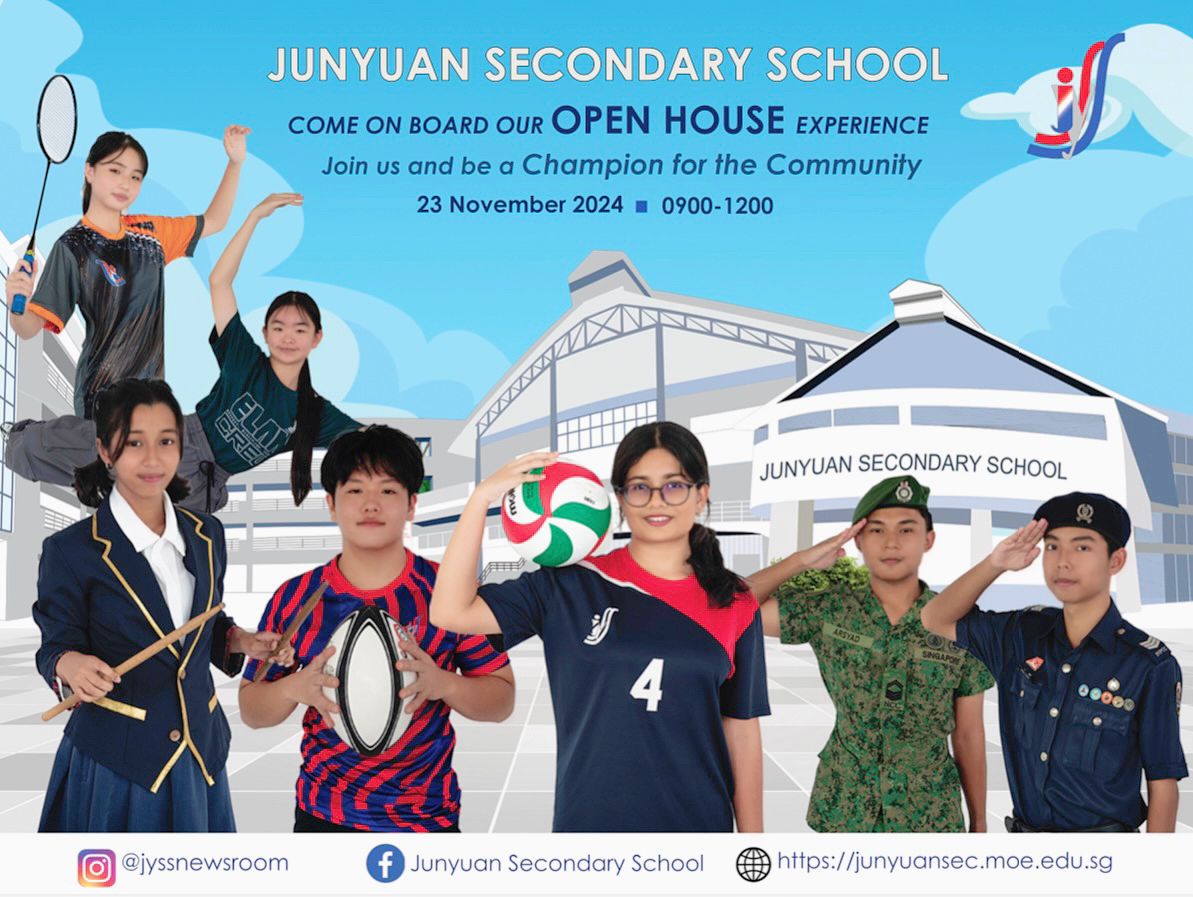 JUNYUAN SECONDARY SCHOOL
COME ON BOARD OUR OPEN HOUSE EXPERIENCE
Join us and be a Champion for the Community
23 November 2024 ■ 0900-1200
jyss
JUNYUAN SECONDARY SCHOOL
4
ARSYAD
SINGAPORE
NCC
@jyssnewsroom
Junyuan Secondary School
https://junyuansec.moe.edu.sg